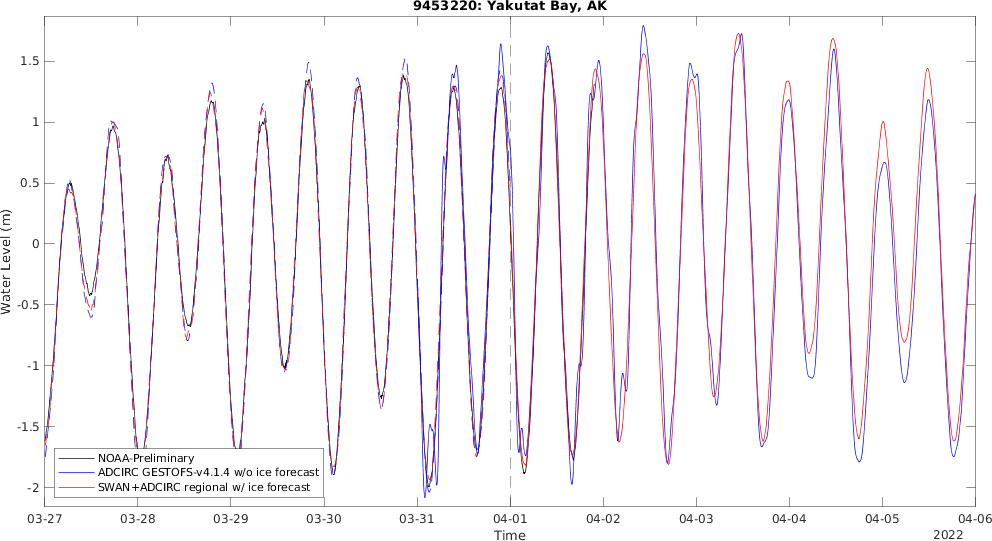 9453220: Yakutat Bay, AK
1.5
1
0.5
0
-0.5
-1
-1.5
-2
Water Level (m)
NOAA-Preliminary
ADCIRC GESTOFS-v4.1.4 w/o ice forecast
SWAN+ADCIRC regional w/ ice forecast
03-27 03-28 03-29 03-30 03-31 04-01 04-02 04-03 04-04 04-05 04-06
Time
2022